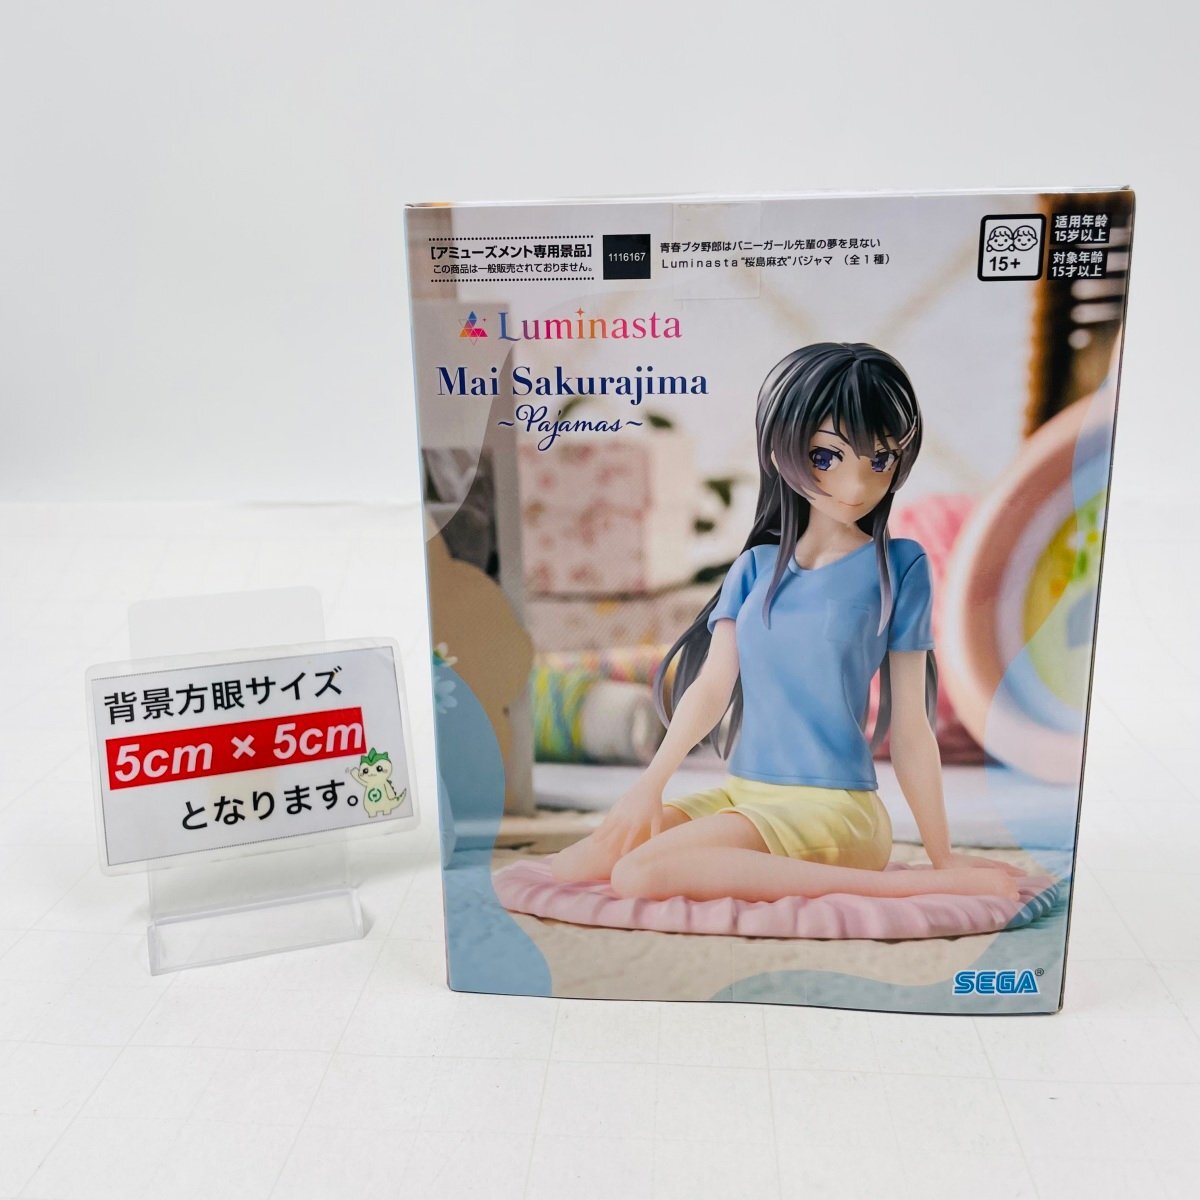 [アミューズメント専用景品]
この商品は一般販売されておりません。
1116167
青春ブタ野郎はバニーガール先輩の夢を見ない
Luminasta“桜島麻衣”パジャマ (全1種)
15+
适用年龄
15岁以上
対象年齢
15才以上
Luminasta
Mai Sakurajima
~Pajamas~
背景方眼サイズ
5cm × 5cm
となります。
SEGA®